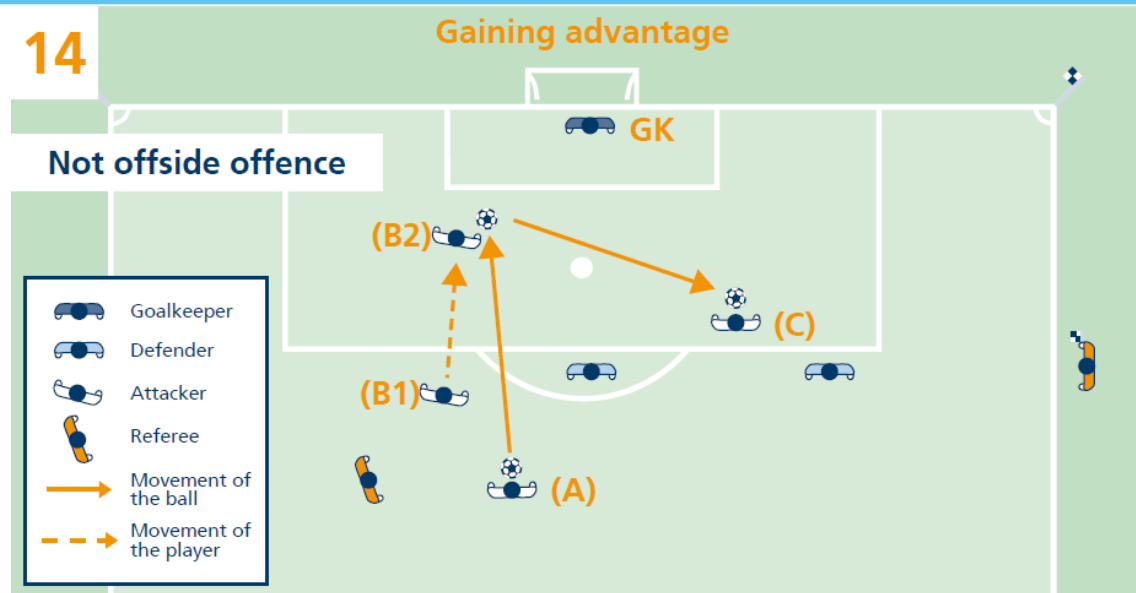 14
Gaining advantage
GK
Not offside offence
(B2)
(C)
(B1)
(A)
Goalkeeper
Defender
Attacker
Referee
Movement of
the ball
Movement of
the player